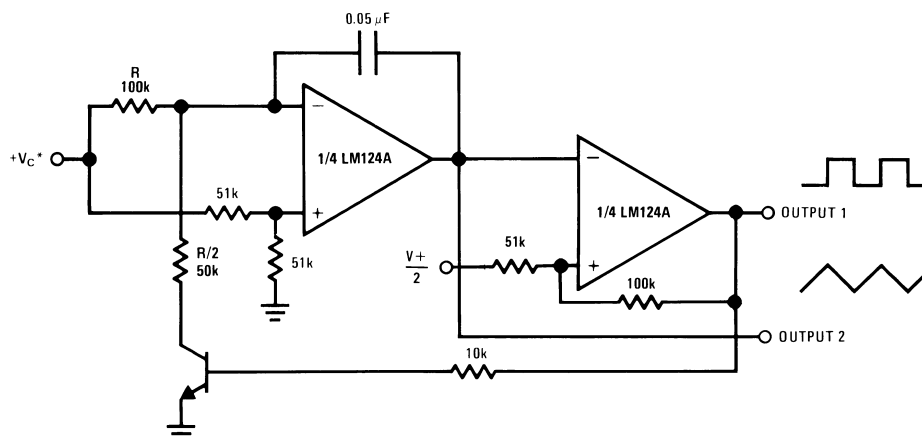 0.05 μF
R
100k
+VC*
1/4 LM124A
51k
51k
R/2
50k
1/4 LM124A
OUTPUT 1
V+
2
51k
100k
OUTPUT 2
10k